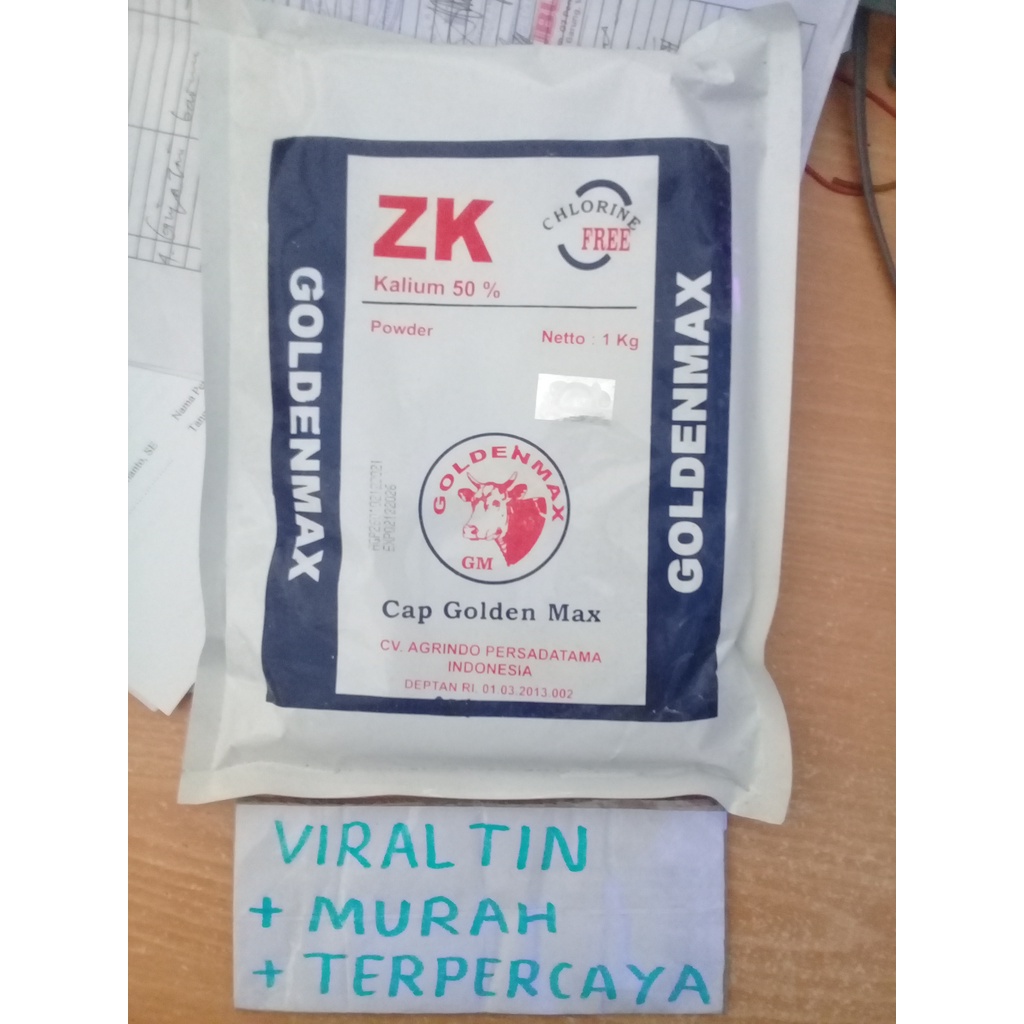 ZK
CHLORINE
FREE
Kalium 50 %
Powder
Netto : 1 Kg
GOLDENMAX
GOLDENMAX
GOLDENMAX
GM
EXP02122026
Cap Golden Max
CV. AGRINDO PERSADATAMA
INDONESIA
DEPTAN RI. 01.03.2013.002
VIRALTIN
+ MURAH
+ TERPERCAYA